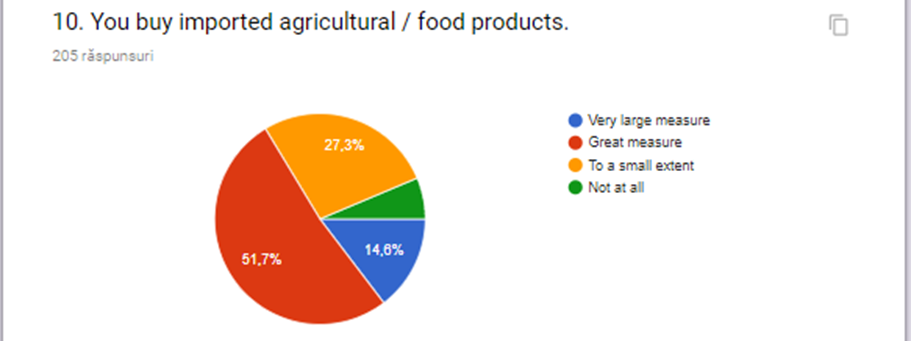 10. You buy imported agricultural / food products.
205 răspunsuri
Very large measure
Great measure
To a small extent
Not at all
27,3%
51,7%
14,6%